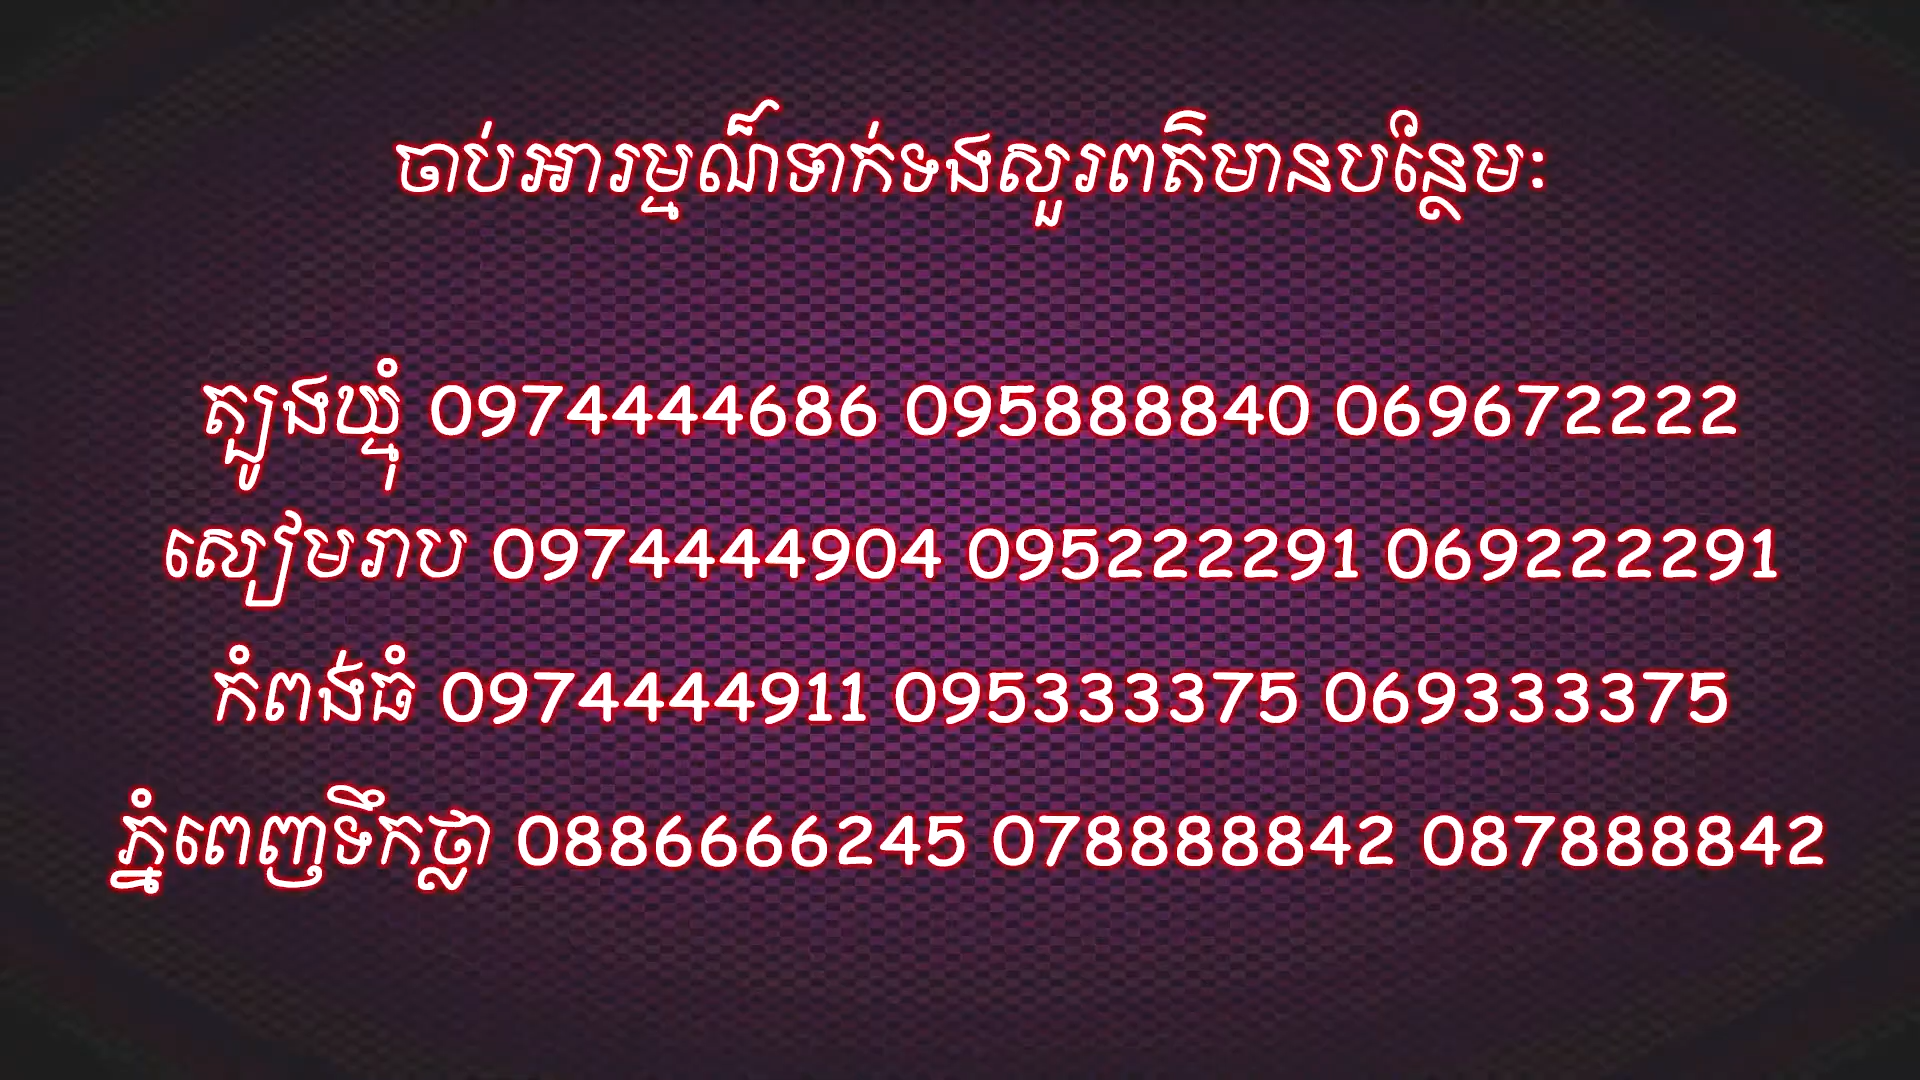 ចាប់អារម្មណ៍ទាក់ទងសួរពត៌មានបន្ថែម:
ត្បូងឃ្មុំ 0974444686 095888840 069672222
សៀមរាប 0974444904 095222291 069222291
កំពង់ធំ 0974444911 095333375 069333375
ភ្នំពេញទឹកថ្លា 0886666245 078888842 087888842